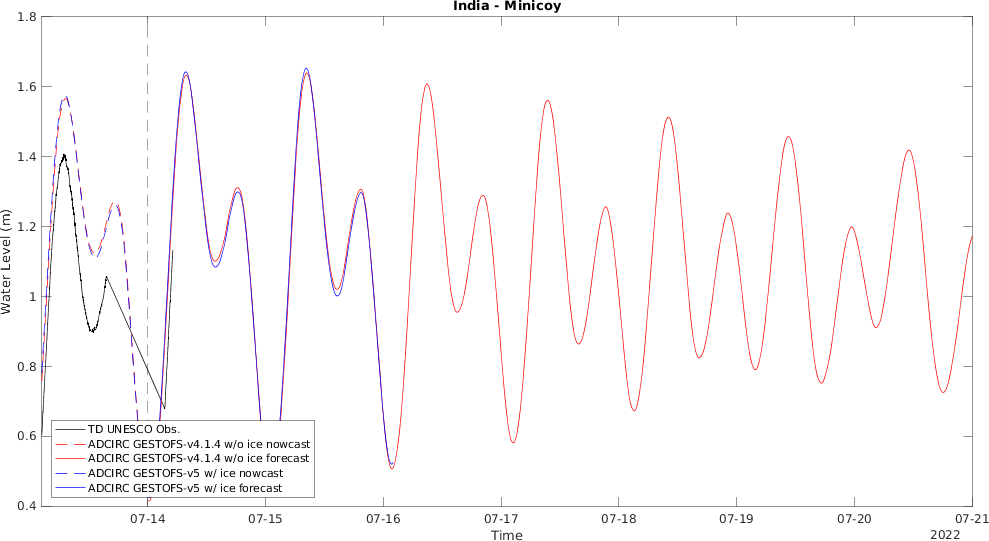 India - Minicoy
1.8
1.6
1.4
1.2
1
0.8
0.6
0.4
Water Level (m)
TD UNESCO Obs.
ADCIRC GESTOFS-v4.1.4 w/o ice nowcast
ADCIRC GESTOFS-v4.1.4 w/o ice forecast
ADCIRC GESTOFS-v5 w/ ice nowcast
ADCIRC GESTOFS-v5 w/ ice forecast
07-14 07-15 07-16 07-17 07-18 07-19 07-20 07-21
Time 2022